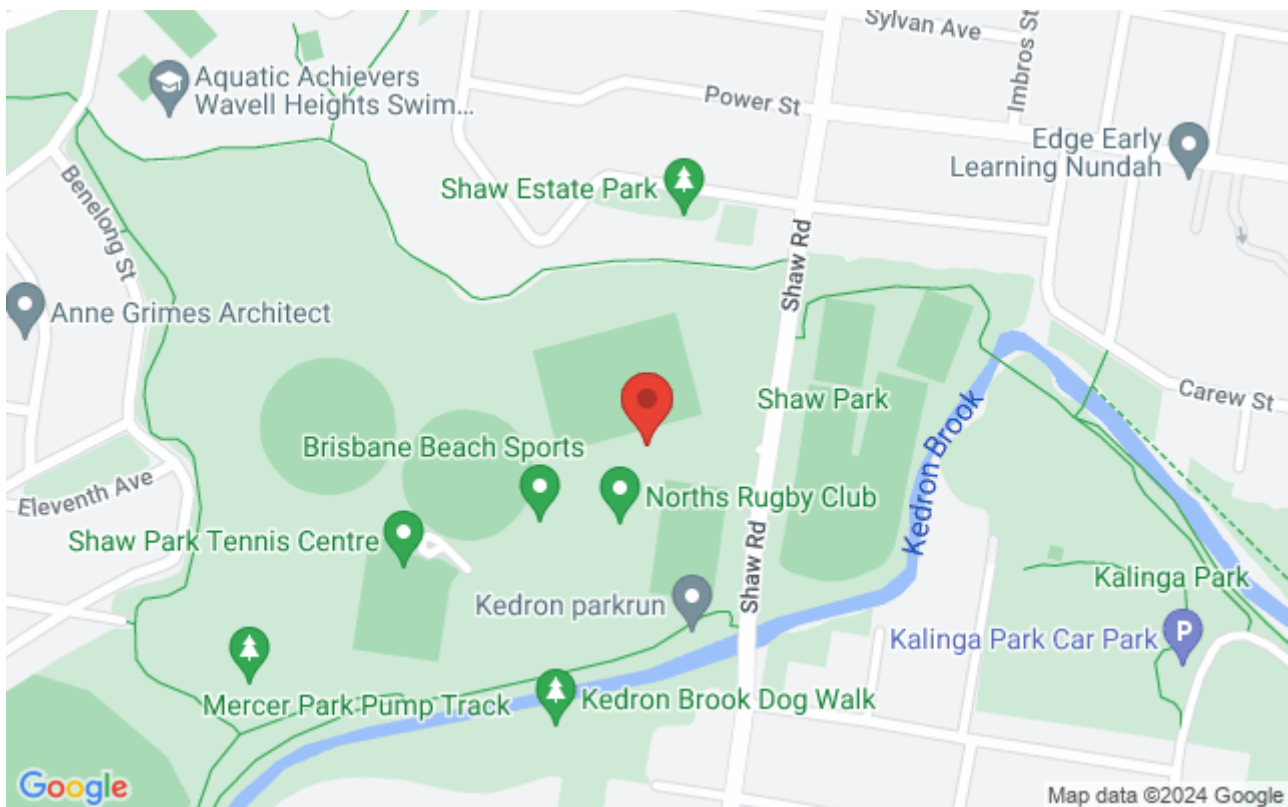 Sylvan Ave
Imbros St
Aquatic Achievers
Wavell Heights Swim...
Power St
Edge Early
Learning Nundah
Benelong St
Shaw Estate Park
Shaw Rd
Anne Grimes Architect
Shaw Park
Kedron Brook
Carew St
Brisbane Beach Sports
Eleventh Ave
Norths Rugby Club
Shaw Park Tennis Centre
Shaw Rd
Kalinga Park
Kedron parkrun
Kalinga Park Car Park
P
Mercer Park Pump Track
Kedron Brook Dog Walk
Google
Map data ©2024 Google